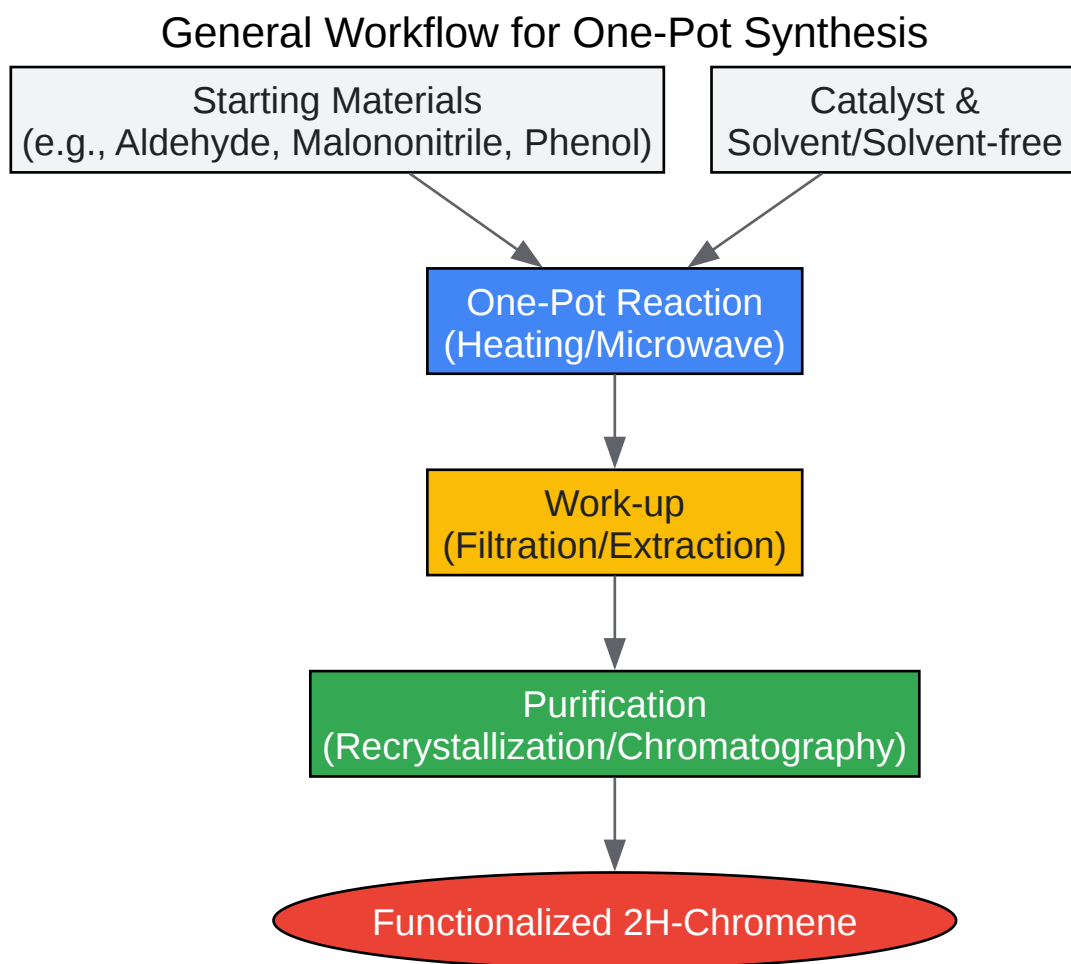 General Workflow for One-Pot Synthesis
Starting Materials
(e.g., Aldehyde, Malononitrile, Phenol)
Catalyst &
Solvent/Solvent-free
One-Pot Reaction
(Heating/Microwave)
Work-up
(Filtration/Extraction)
Purification
(Recrystallization/Chromatography)
Functionalized 2H-Chromene